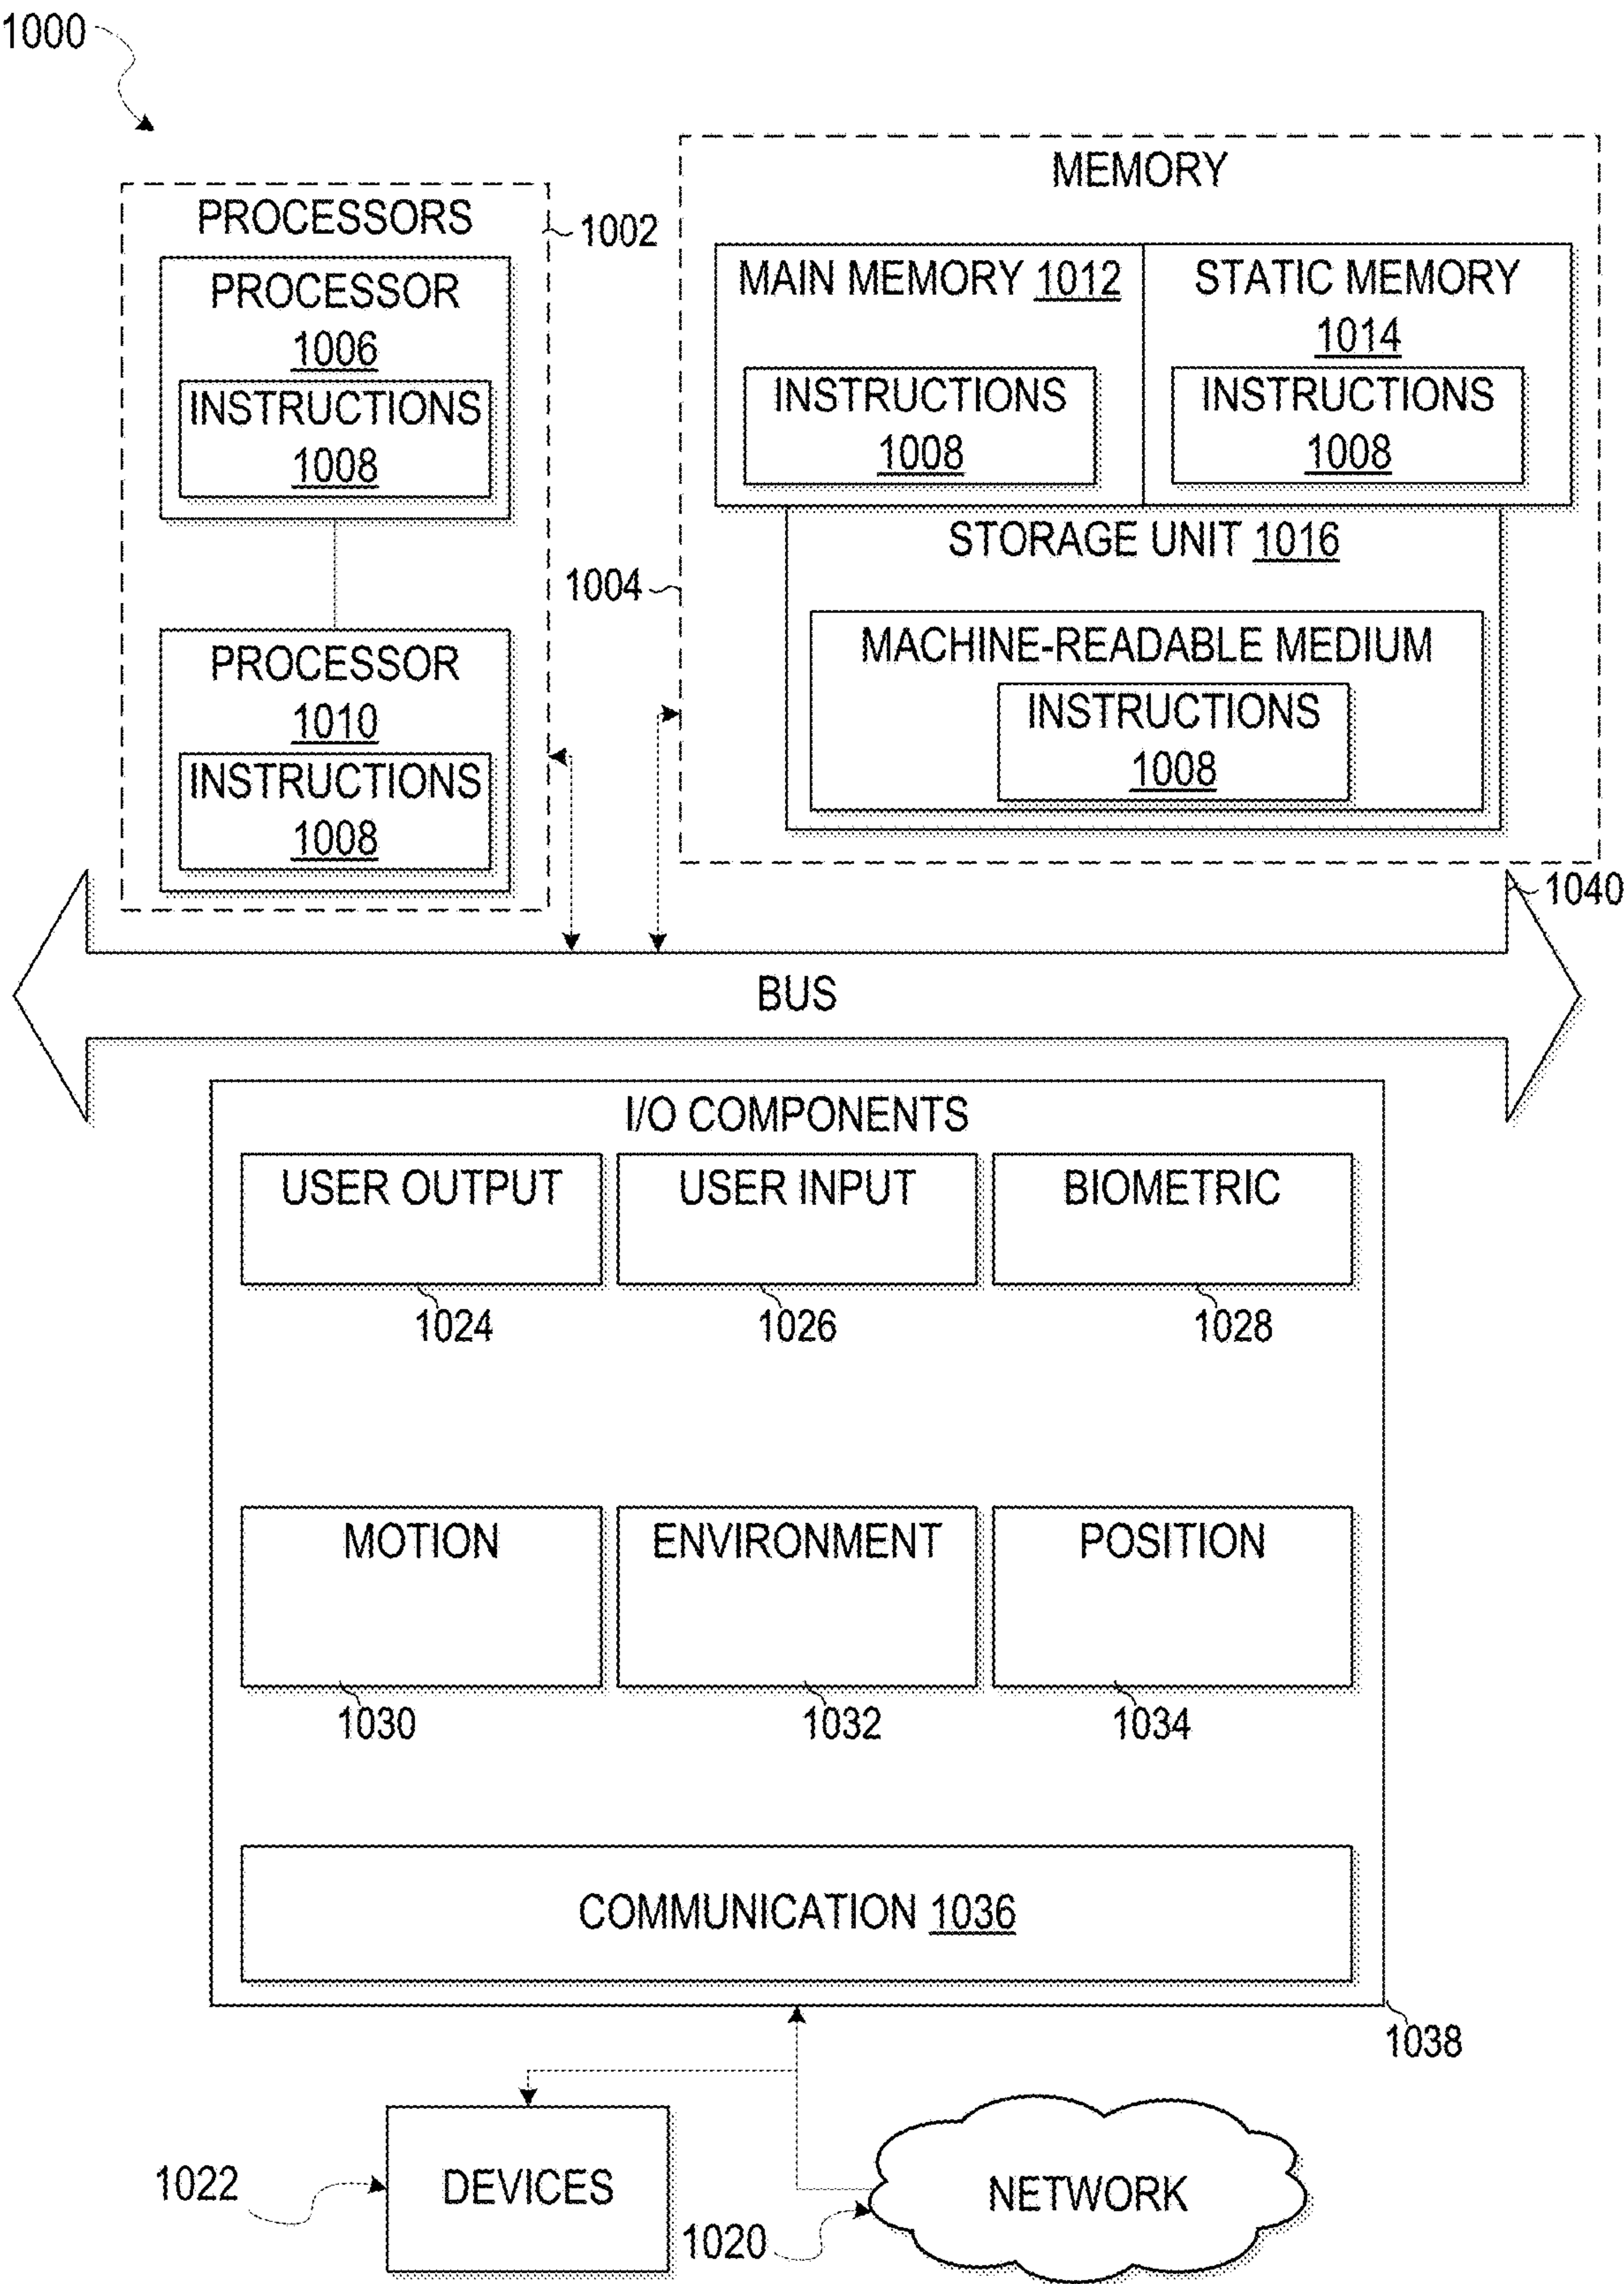 1000
PROCESSORS
1002
PROCESSOR
1006
INSTRUCTIONS
1008
PROCESSOR
1010
INSTRUCTIONS
1008
MEMORY
MAIN MEMORY 1012
INSTRUCTIONS
1008
STATIC MEMORY
1014
INSTRUCTIONS
1008
STORAGE UNIT 1016
1004
MACHINE-READABLE MEDIUM
INSTRUCTIONS
1008
1040
BUS
I/O COMPONENTS
USER OUTPUT
USER INPUT
BIOMETRIC
1024
1026
1028
MOTION
ENVIRONMENT
POSITION
1030
1032
1034
COMMUNICATION 1036
1038
1022
DEVICES
1020
NETWORK